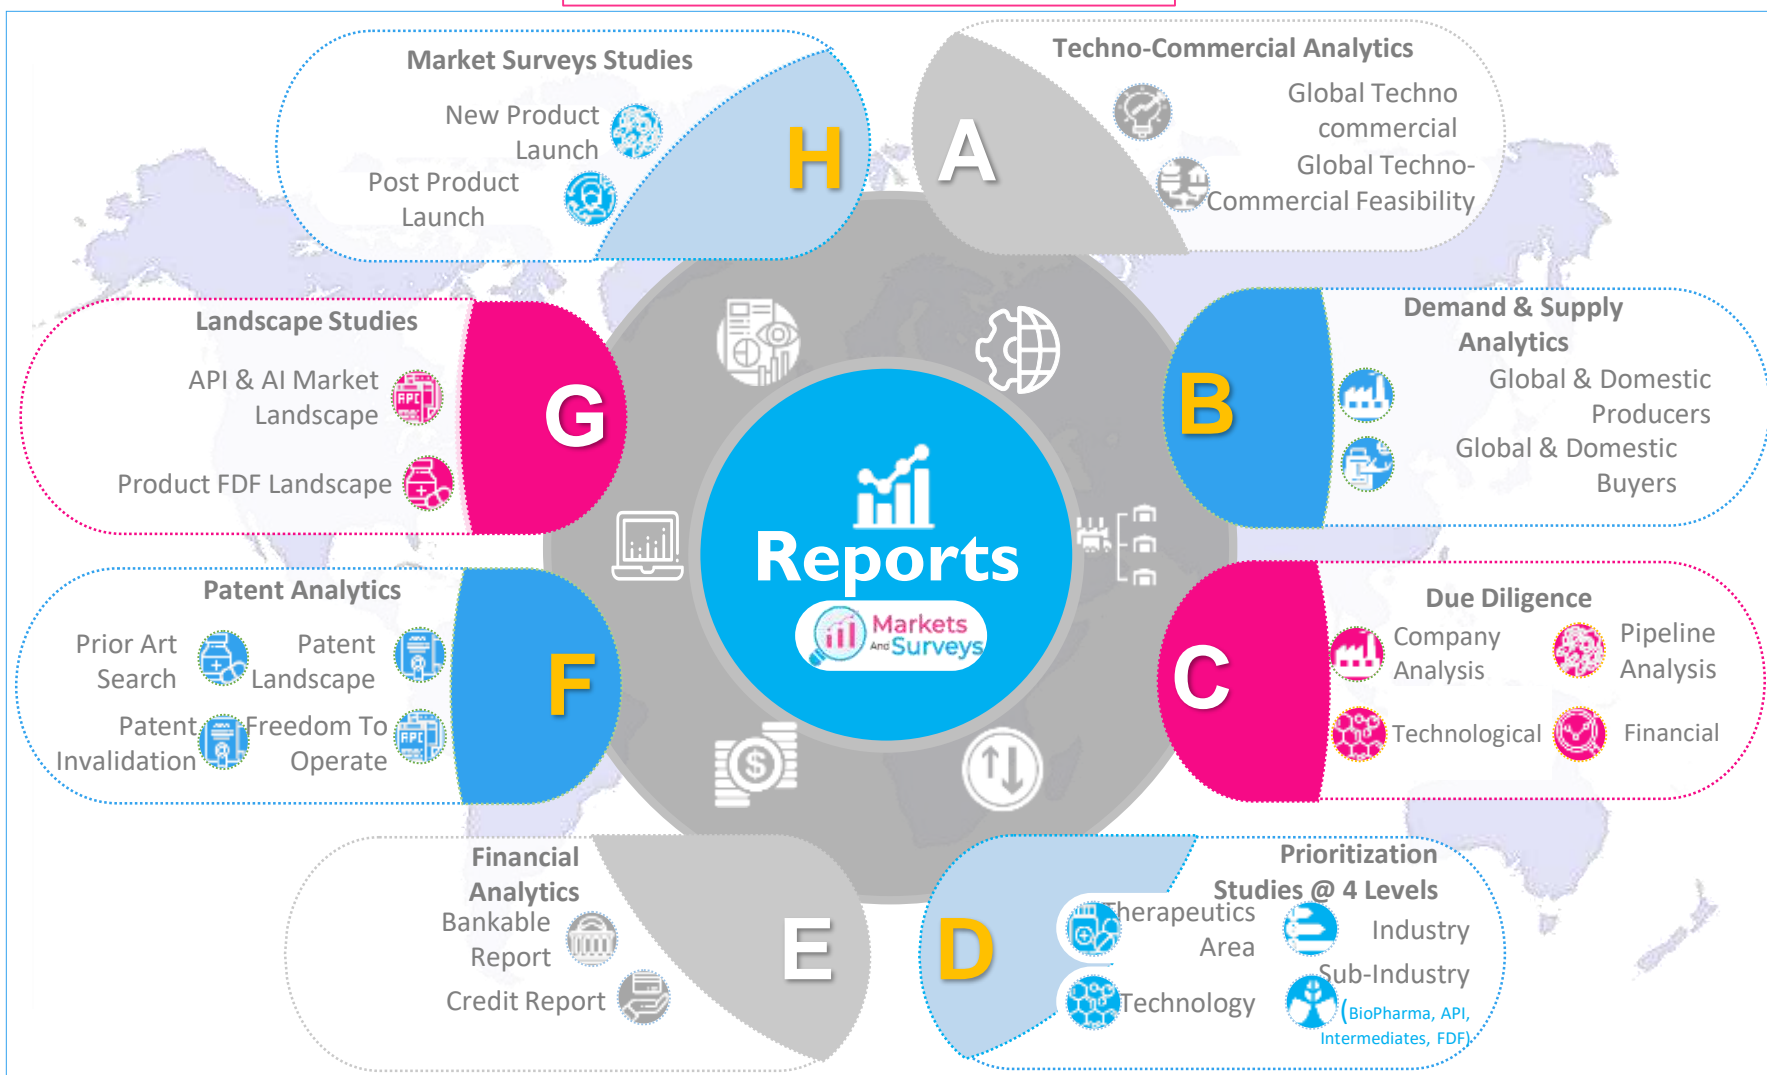 Market Surveys Studies
New Product
Launch
Post Product
Launch
H
A
Techno-Commercial Analytics
Global Techno
commercial
Global Techno-
Commercial Feasibility
Landscape Studies
API & AI Market
Landscape
Product FDF Landscape
API
G
B
Demand & Supply
Analytics
Global & Domestic
Producers
Global & Domestic
Buyers
Reports
Markets
And Surveys
Patent Analytics
Prior Art
Search
Patent
Landscape
Patent
Invalidation
Freedom To
Operate
API
F
C
Due Diligence
Company
Analysis
Pipeline
Analysis
Technological
Financial
$
Financial
Analytics
Bankable
Report
Credit Report
E
D
Prioritization
Studies @ 4 Levels
Therapeutics
Area
Industry
Technology
Sub-Industry
(BioPharma, API,
Intermediates, FDF)